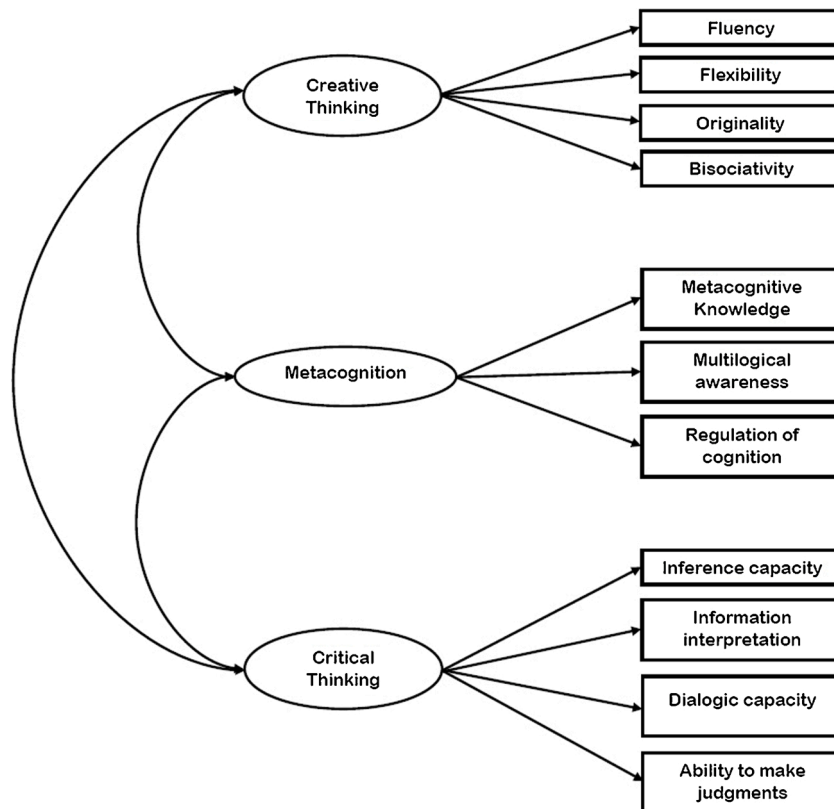 Creative
Thinking
Fluency
Flexibility
Originality
Bisociativity
Metacognition
Metacognitive
Knowledge
Multilogical
awareness
Regulation of
cognition
Critical
Thinking
Inference capacity
Information
interpretation
Dialogic capacity
Ability to make
judgments